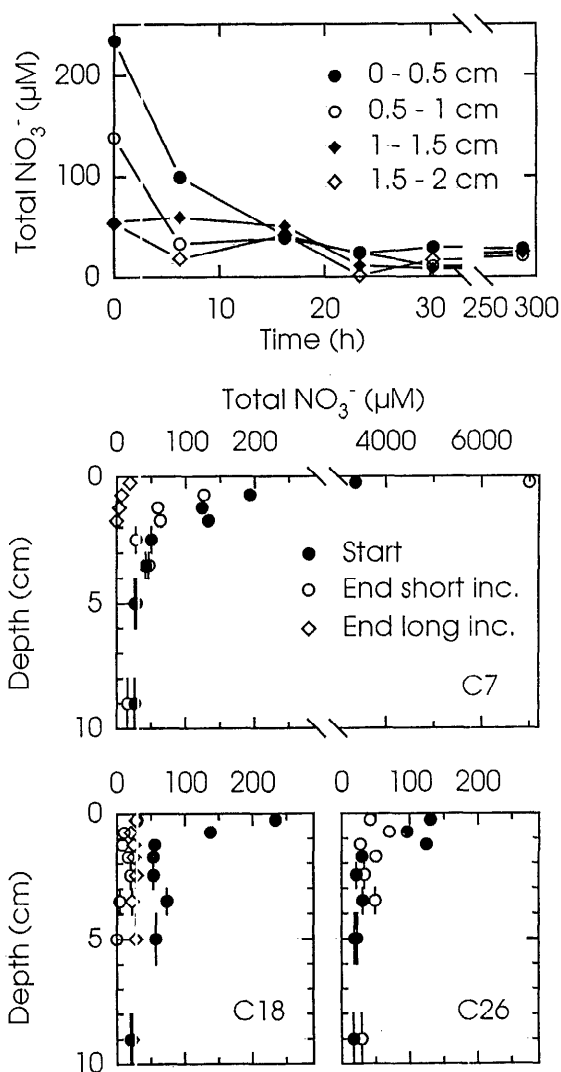 Total NO₃⁻ (µM)
200
100
0
0 - 0.5 cm
0.5 - 1 cm
1 - 1.5 cm
1.5 - 2 cm
0 10 20 30 250 300
Time (h)
Total NO₃⁻ (µM)
0 100 200 4000 6000
Depth (cm)
0
5
10
Start
End short inc.
End long inc.
C7
0 100 200
0 100 200
Depth (cm)
0
5
10
C18
C26